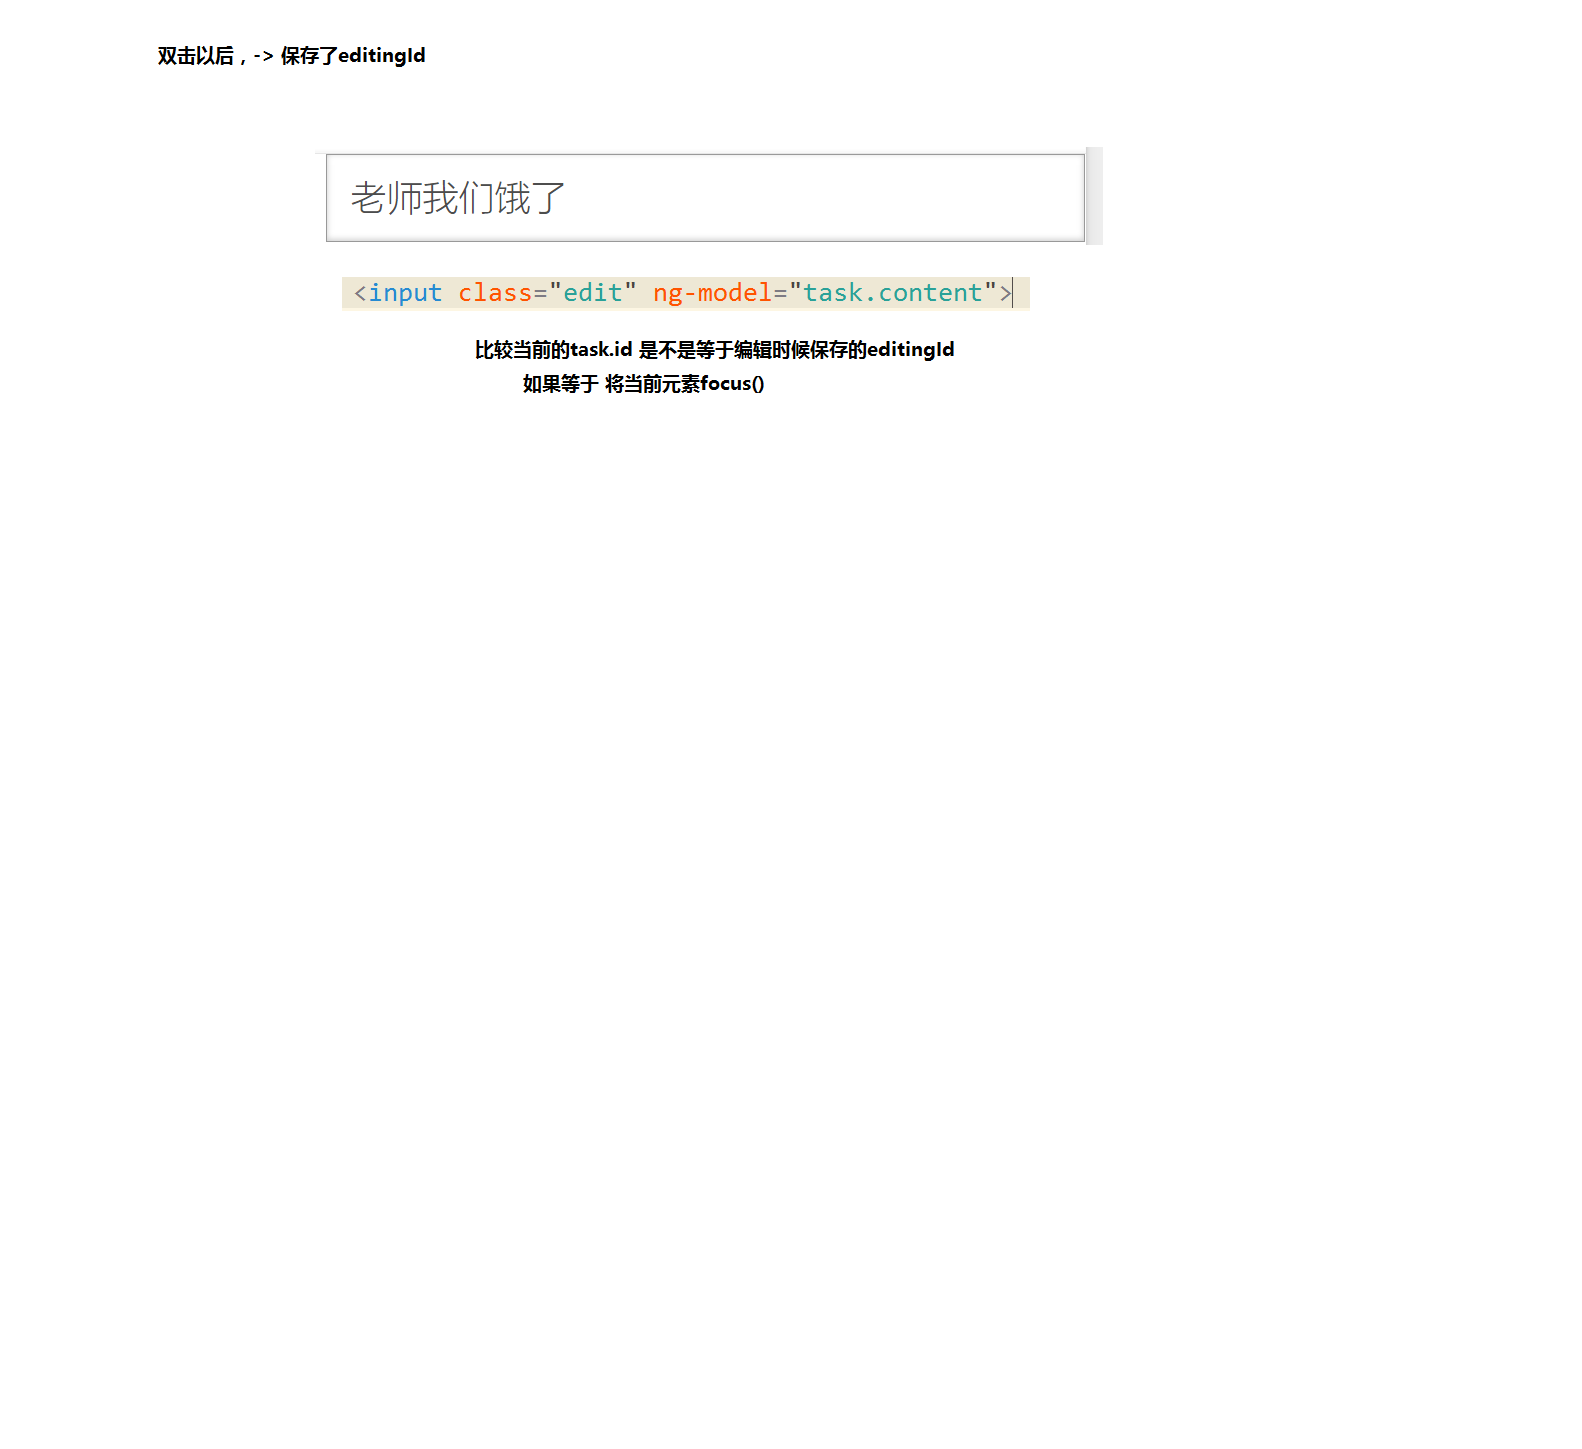 双击以后，-> 保存了editingId
老师我们饿了
<input class="edit" ng-model="task.content">
比较当前的task.id 是不是等于编辑时候保存的editingId
如果等于 将当前元素focus()